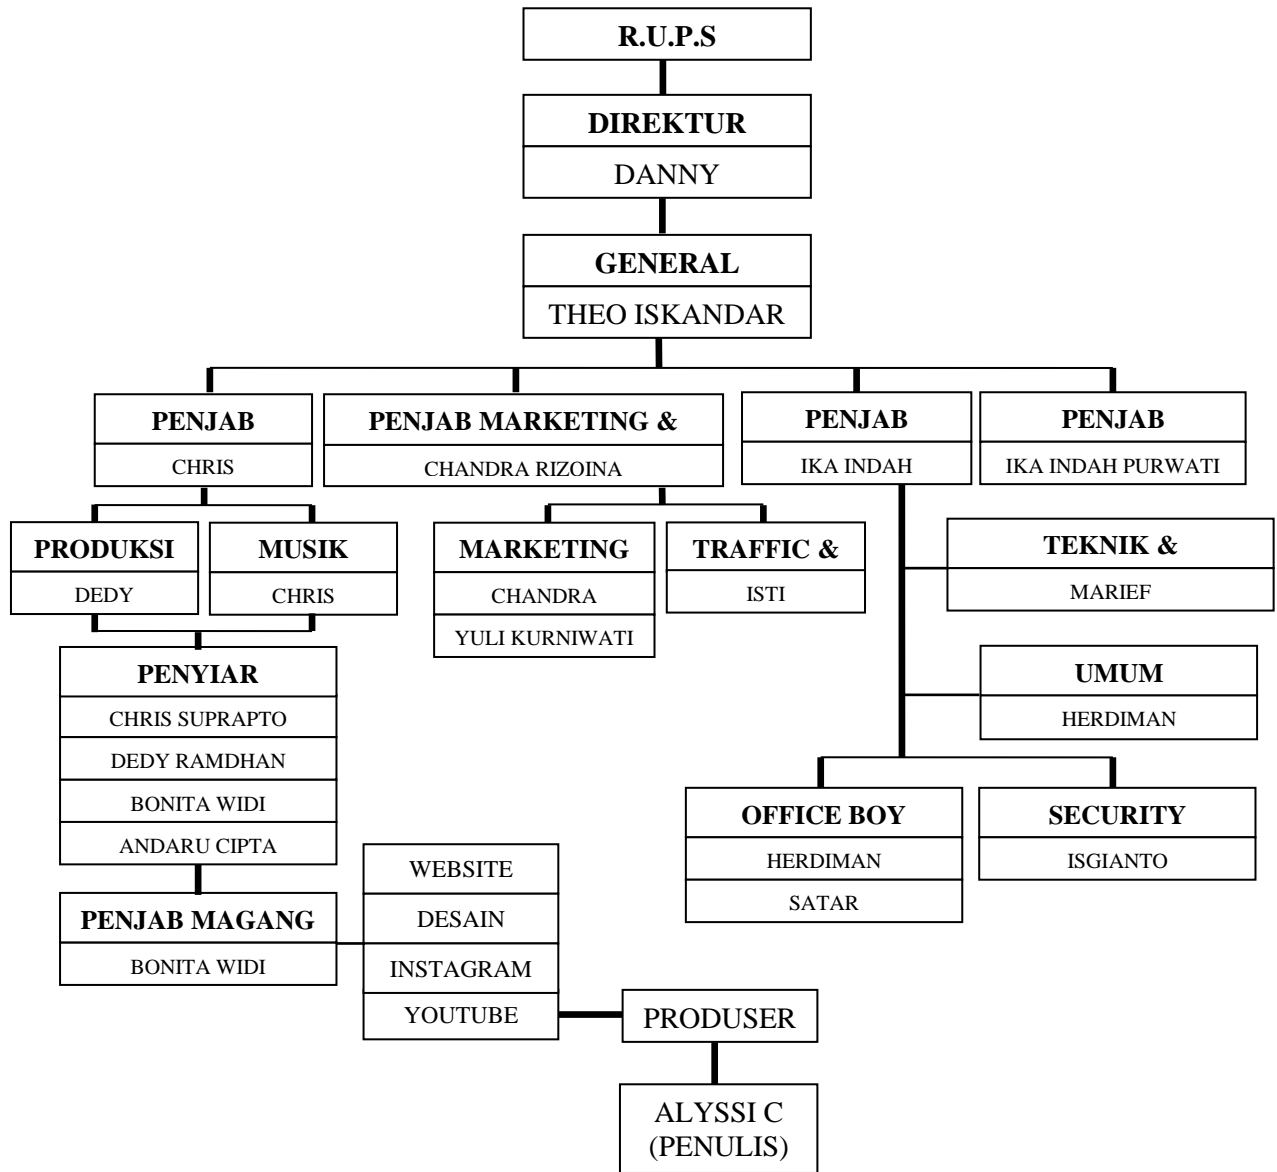 R.U.P.S
DIREKTUR
DANNY
GENERAL
THEO ISKANDAR
PENJAB
CHRIS
PENJAB MARKETING &
CHANDRA RIZOINA
PENJAB
IKA INDAH
PENJAB
IKA INDAH PURWATI
PRODUKSI
DEDY
MUSIK
CHRIS
MARKETING
CHANDRA
YULI KURNIWATI
TRAFFIC &
ISTI
TEKNIK &
MARIEF
UMUM
HERDIMAN
PENYIAR
CHRIS SUPRAPTO
DEDY RAMDHAN
BONITA WIDI
ANDARU CIPTA
OFFICE BOY
HERDIMAN
SATAR
SECURITY
ISGIANTO
PENJAB MAGANG
BONITA WIDI
WEBSITE
DESAIN
INSTAGRAM
YOUTUBE
PRODUSER
ALYSSI C
(PENULIS)